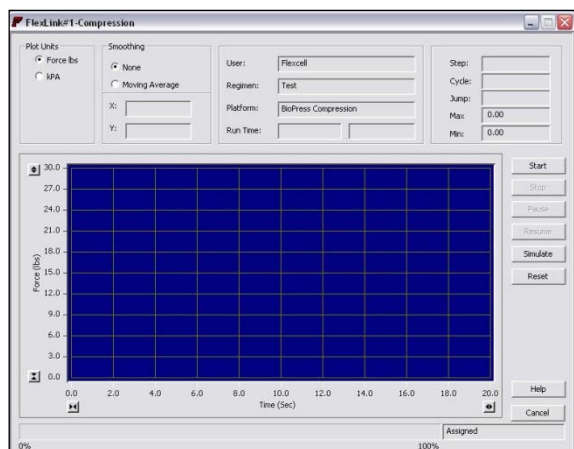 FlexLink#1-Compression
Plot Units
Force lbs
kPA
Smoothing
None
Moving Average
X:
Y:
User: Flexcell
Regimen: Test
Platform: BioPress Compression
Run Time:
Step:
Cycle:
Jump:
Max 0.00
Min: 0.00
Start
Stop
Pause
Resume
Simulate
Reset
Help
Cancel
Force (lbs)
30.0
27.0
24.0
21.0
18.0
15.0
12.0
9.0
6.0
3.0
0.0
0.0 2.0 4.0 6.0 8.0 10.0 12.0 14.0 16.0 18.0 20.0
Time (Sec)
Assigned
0% 100%